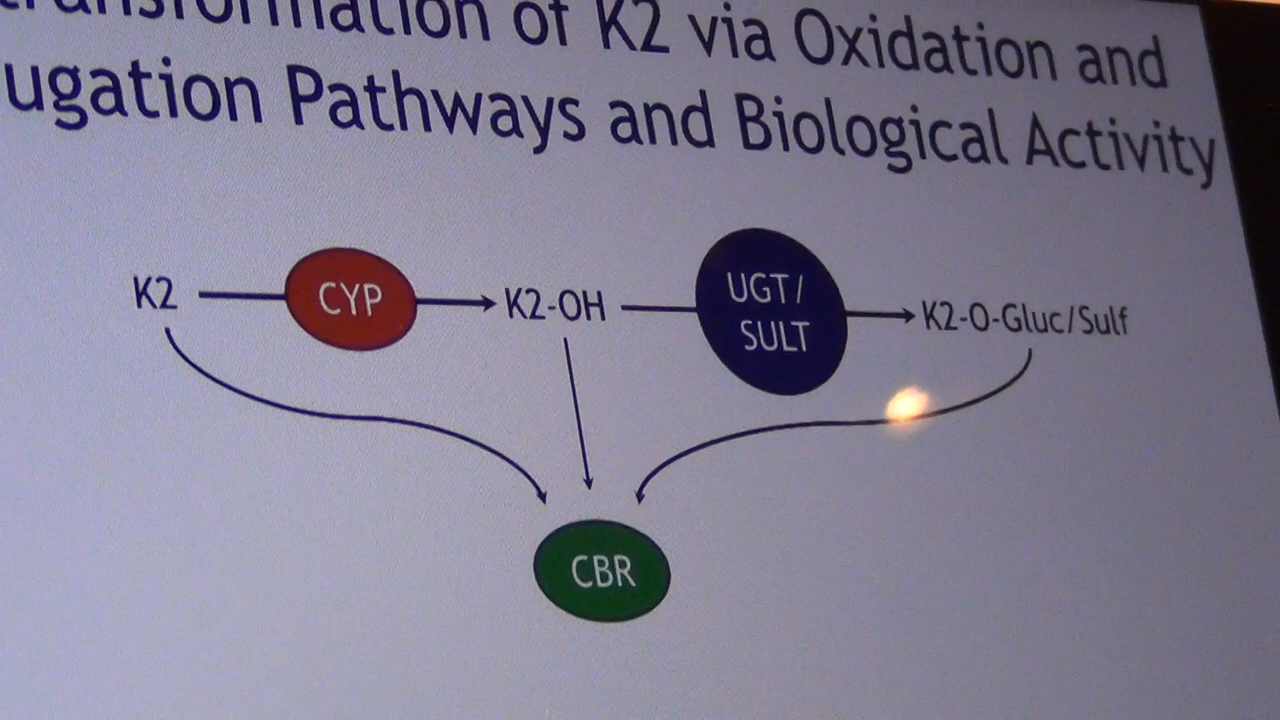 transformation of K2 via Oxidation and
ugation Pathways and Biological Activity
K2
CYP
K2-OH
UGT/
SULT
K2-O-Gluc/Sulf
CBR